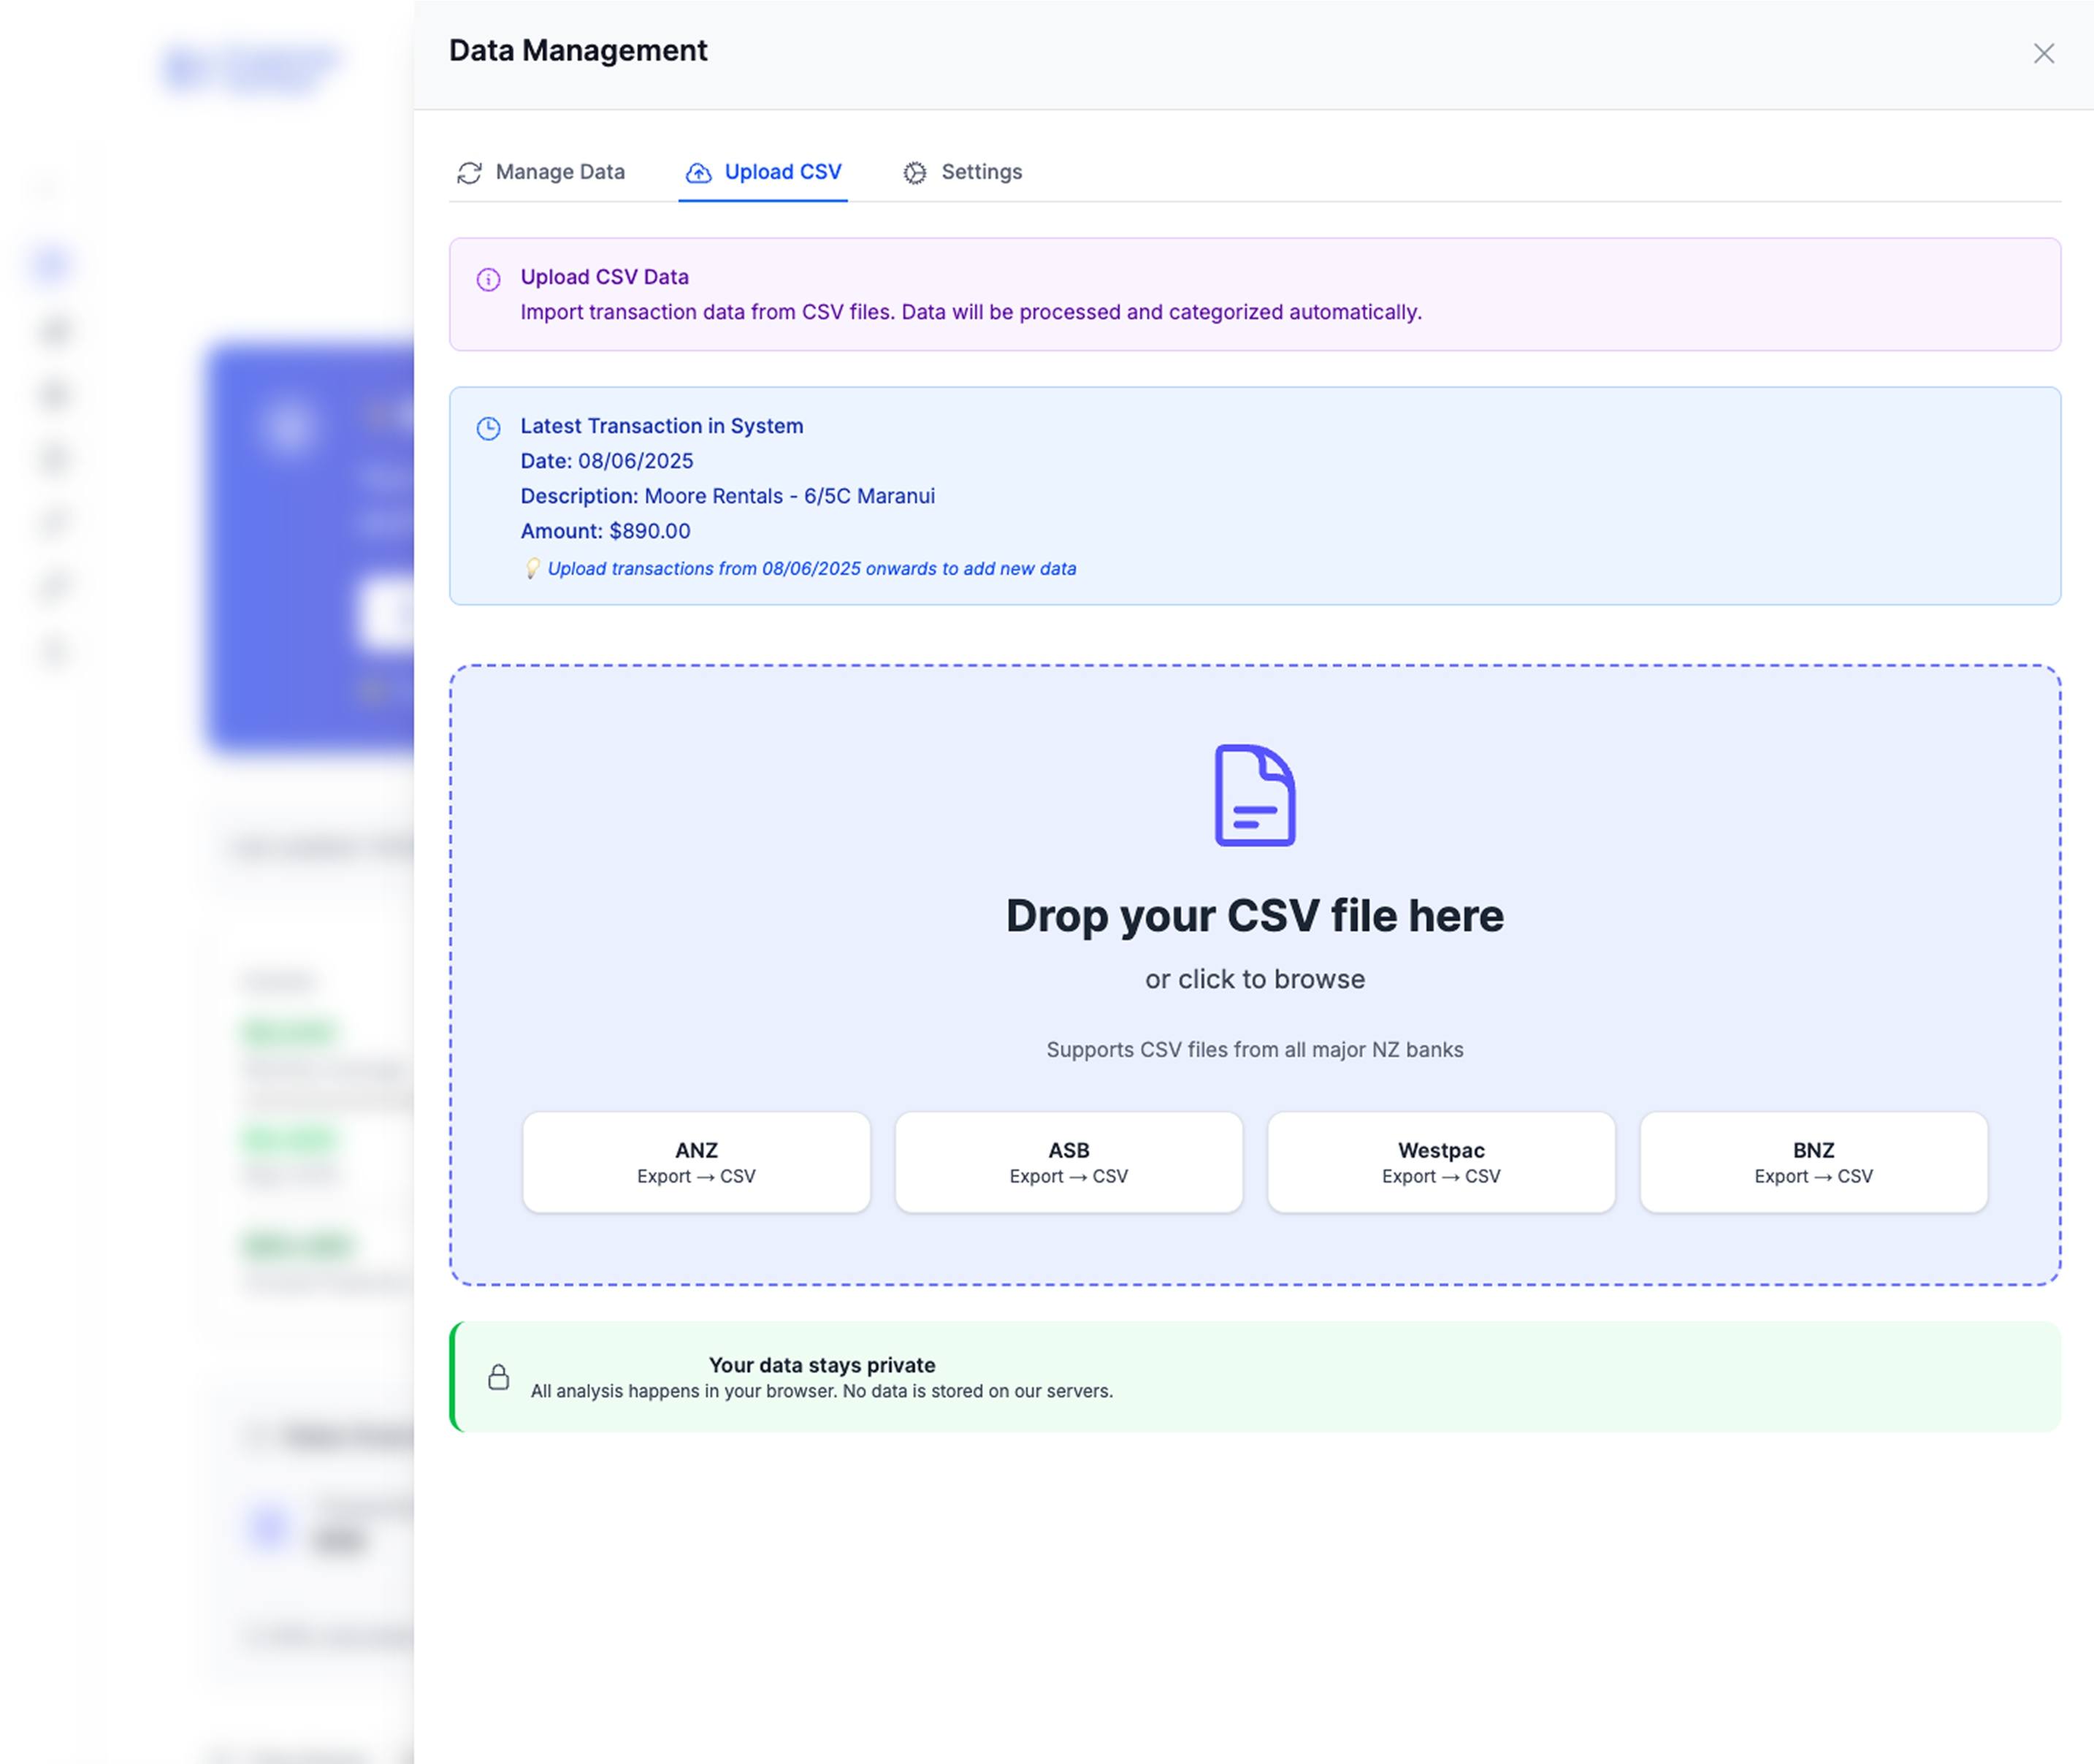 Data Management
Manage Data
Upload CSV
Settings
Upload CSV Data
Import transaction data from CSV files. Data will be processed and categorized automatically.
Latest Transaction in System
Date: 08/06/2025
Description: Moore Rentals - 6/5C Maranui
Amount: $890.00
💡 Upload transactions from 08/06/2025 onwards to add new data
Drop your CSV file here
or click to browse
Supports CSV files from all major NZ banks
ANZ
Export → CSV
ASB
Export → CSV
Westpac
Export → CSV
BNZ
Export → CSV
Your data stays private
All analysis happens in your browser. No data is stored on our servers.